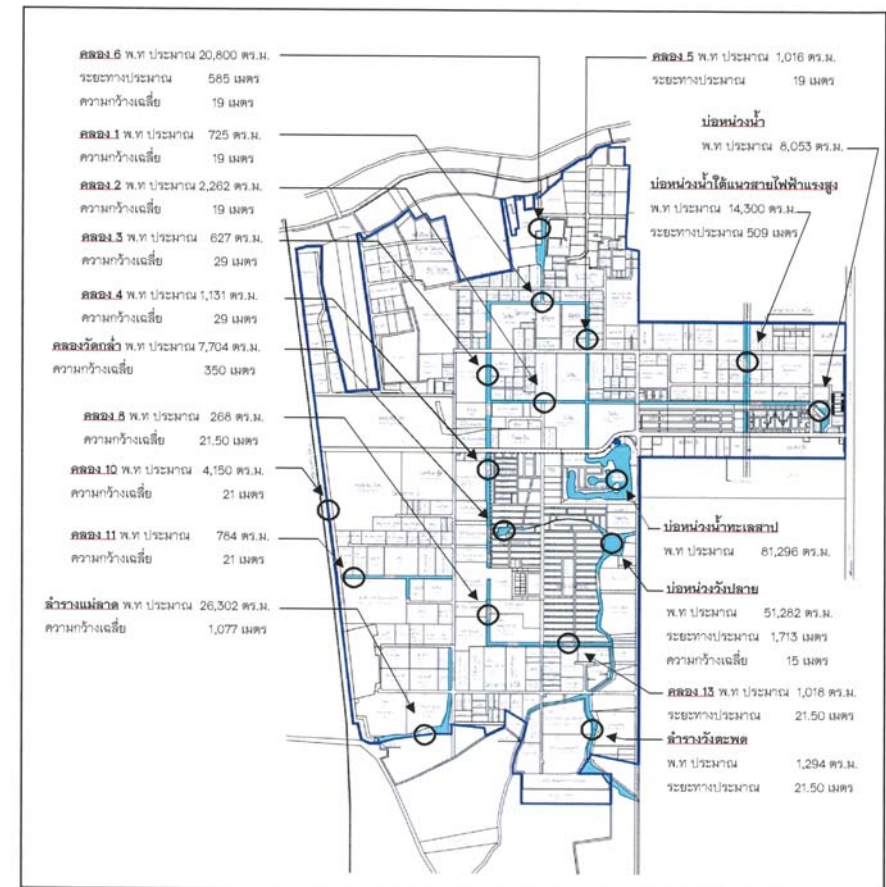 คลอง 6 พ.ท ประมาณ 20,800 ตร.ม.
ระยะทางประมาณ 585 เมตร
ความกว้างเฉลี่ย 19 เมตร
คลอง 1 พ.ท ประมาณ 725 ตร.ม.
ความกว้างเฉลี่ย 19 เมตร
คลอง 2 พ.ท ประมาณ 2,262 ตร.ม.
ความกว้างเฉลี่ย 19 เมตร
คลอง 3 พ.ท ประมาณ 627 ตร.ม.
ความกว้างเฉลี่ย 29 เมตร
คลอง 4 พ.ท ประมาณ 1,131 ตร.ม.
ความกว้างเฉลี่ย 29 เมตร
คลองวัดกล่ำ พ.ท ประมาณ 7,704 ตร.ม.
ความกว้างเฉลี่ย 350 เมตร
คลอง 8 พ.ท ประมาณ 268 ตร.ม.
ความกว้างเฉลี่ย 21.50 เมตร
คลอง 10 พ.ท ประมาณ 4,150 ตร.ม.
ความกว้างเฉลี่ย 21 เมตร
คลอง 11 พ.ท ประมาณ 784 ตร.ม.
ความกว้างเฉลี่ย 21 เมตร
ลำรางแม่ลาด พ.ท ประมาณ 26,302 ตร.ม.
ความกว้างเฉลี่ย 1,077 เมตร
คลอง 5 พ.ท ประมาณ 1,016 ตร.ม.
ระยะทางประมาณ 19 เมตร
บ่อหน่วงน้ำ
พ.ท ประมาณ 8,053 ตร.ม.
บ่อหน่วงน้ำใต้แนวสายไฟฟ้าแรงสูง
พ.ท ประมาณ 14,300 ตร.ม.
ระยะทางประมาณ 509 เมตร
บ่อหน่วงน้ำทะเลสาป
พ.ท ประมาณ 81,296 ตร.ม.
บ่อหน่วงวังปลาย
พ.ท ประมาณ 51,282 ตร.ม.
ระยะทางประมาณ 1,713 เมตร
ความกว้างเฉลี่ย 15 เมตร
คลอง 13 พ.ท ประมาณ 1,018 ตร.ม.
ระยะทางประมาณ 21.50 เมตร
ลำรางวังตะพด
พ.ท ประมาณ 1,294 ตร.ม.
ระยะทางประมาณ 21.50 เมตร